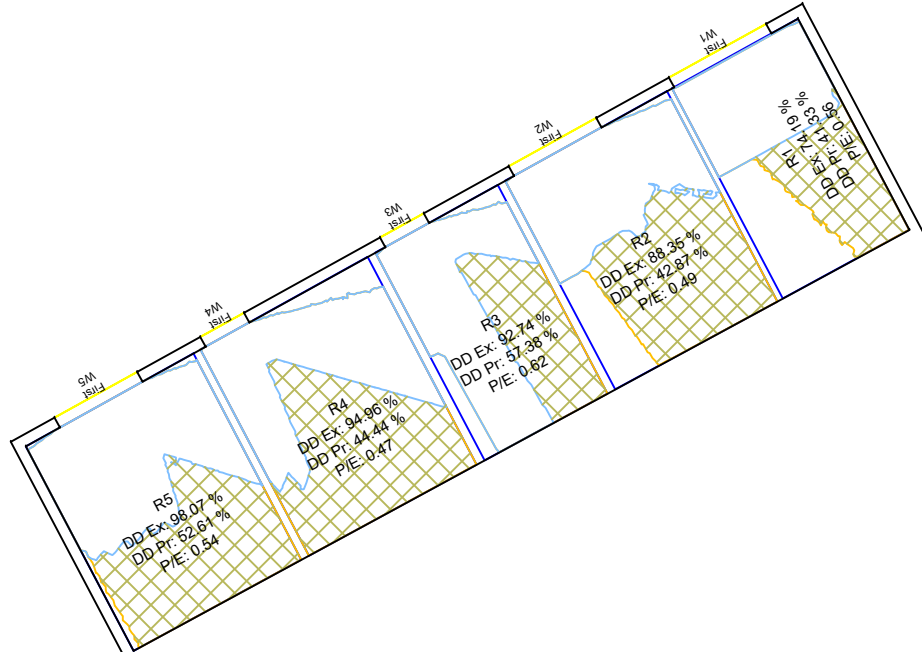 W1
First
W2
First
W3
First
W4
First
W5
First
R1
DD Ex: 74.19 %
DD Pr: 41.33 %
P/E: 0.56
R2
DD Ex: 88.35 %
DD Pr: 42.87 %
P/E: 0.49
R3
DD Ex: 92.74 %
DD Pr: 57.38 %
P/E: 0.62
R4
DD Ex: 94.96 %
DD Pr: 44.44 %
P/E: 0.47
R5
DD Ex: 98.07 %
DD Pr: 52.61 %
P/E: 0.54